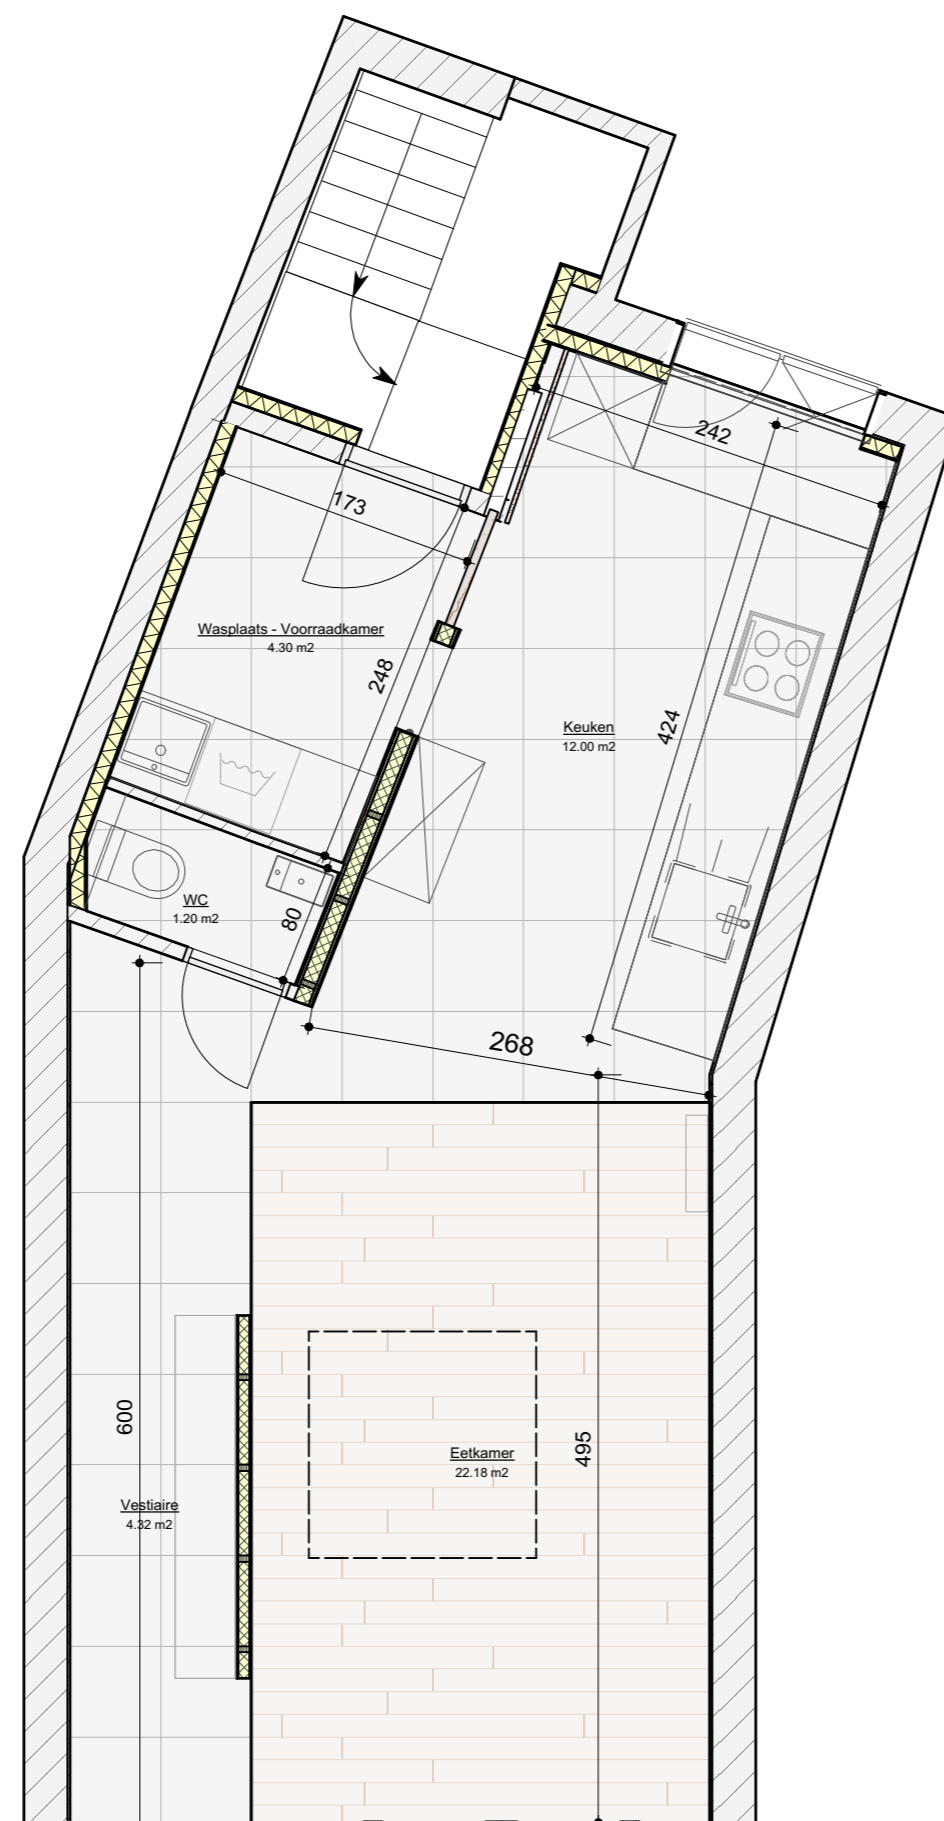 242
173
Wasplaats - Voorraadkamer
4.30 m2
248
Keuken
12.00 m2
424
WC
1.20 m2
80
268
600
495
Eetkamer
22.18 m2
Vestiaire
4.32 m2